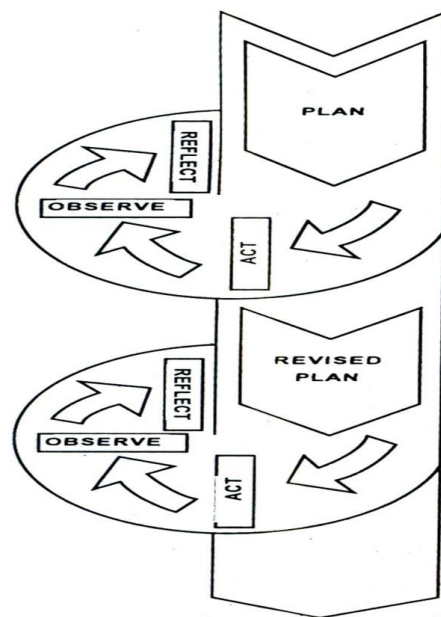 PLAN
REFLECT
OBSERVE
ACT
REVISED
PLAN
REFLECT
OBSERVE
ACT